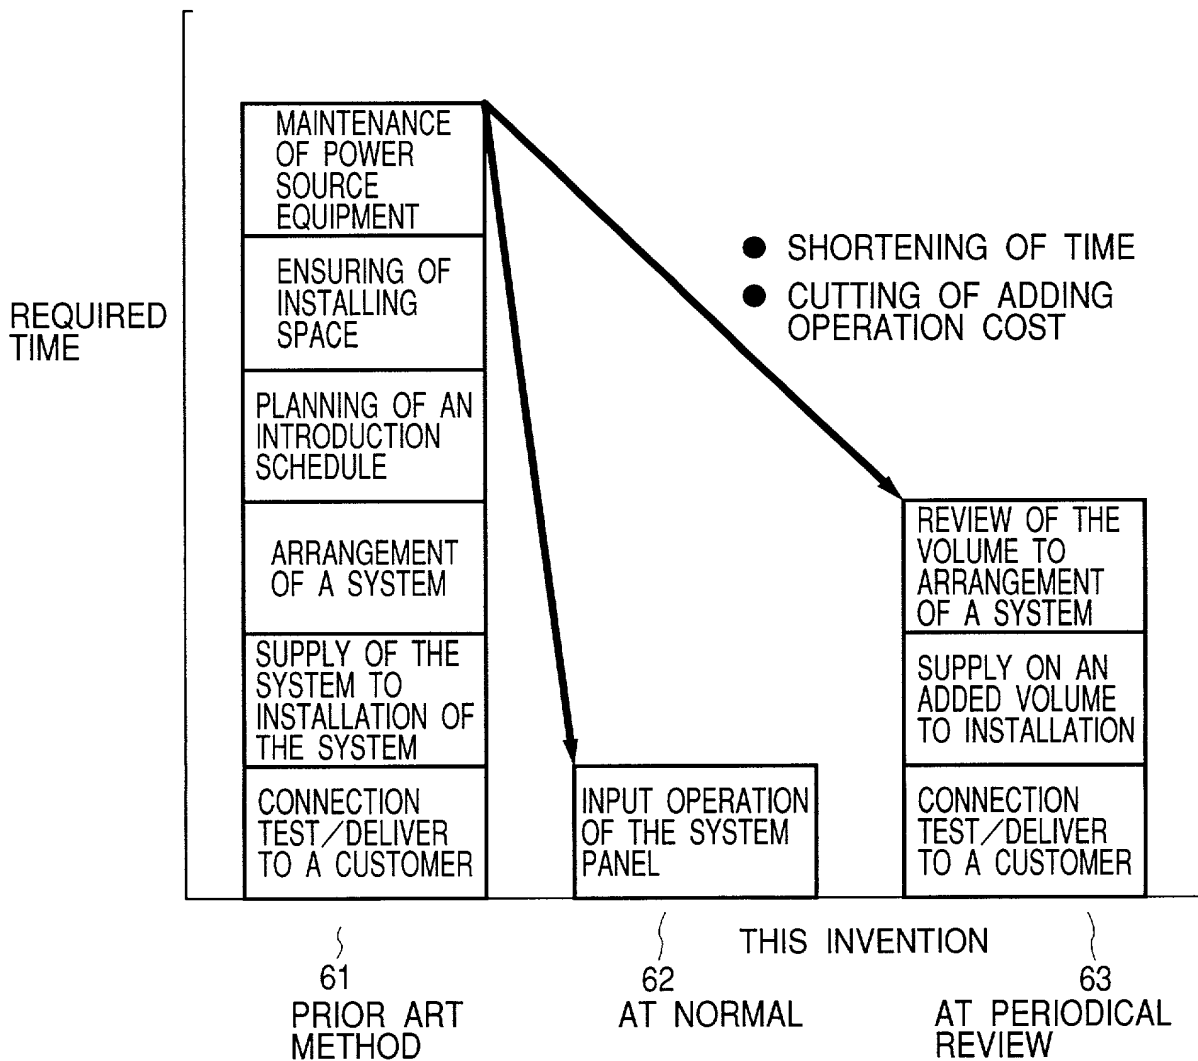 REQUIRED
TIME
MAINTENANCE
OF POWER
SOURCE
EQUIPMENT
ENSURING OF
INSTALLING
SPACE
PLANNING OF AN
INTRODUCTION
SCHEDULE
ARRANGEMENT
OF A SYSTEM
SUPPLY OF THE
SYSTEM TO
INSTALLATION OF
THE SYSTEM
CONNECTION
TEST/DELIVER
TO A CUSTOMER
● SHORTENING OF TIME
● CUTTING OF ADDING
OPERATION COST
INPUT OPERATION
OF THE SYSTEM
PANEL
REVIEW OF THE
VOLUME TO
ARRANGEMENT
OF A SYSTEM
SUPPLY ON AN
ADDED VOLUME
TO INSTALLATION
CONNECTION
TEST/DELIVER
TO A CUSTOMER
THIS INVENTION
61
PRIOR ART
METHOD
62
AT NORMAL
63
AT PERIODICAL
REVIEW